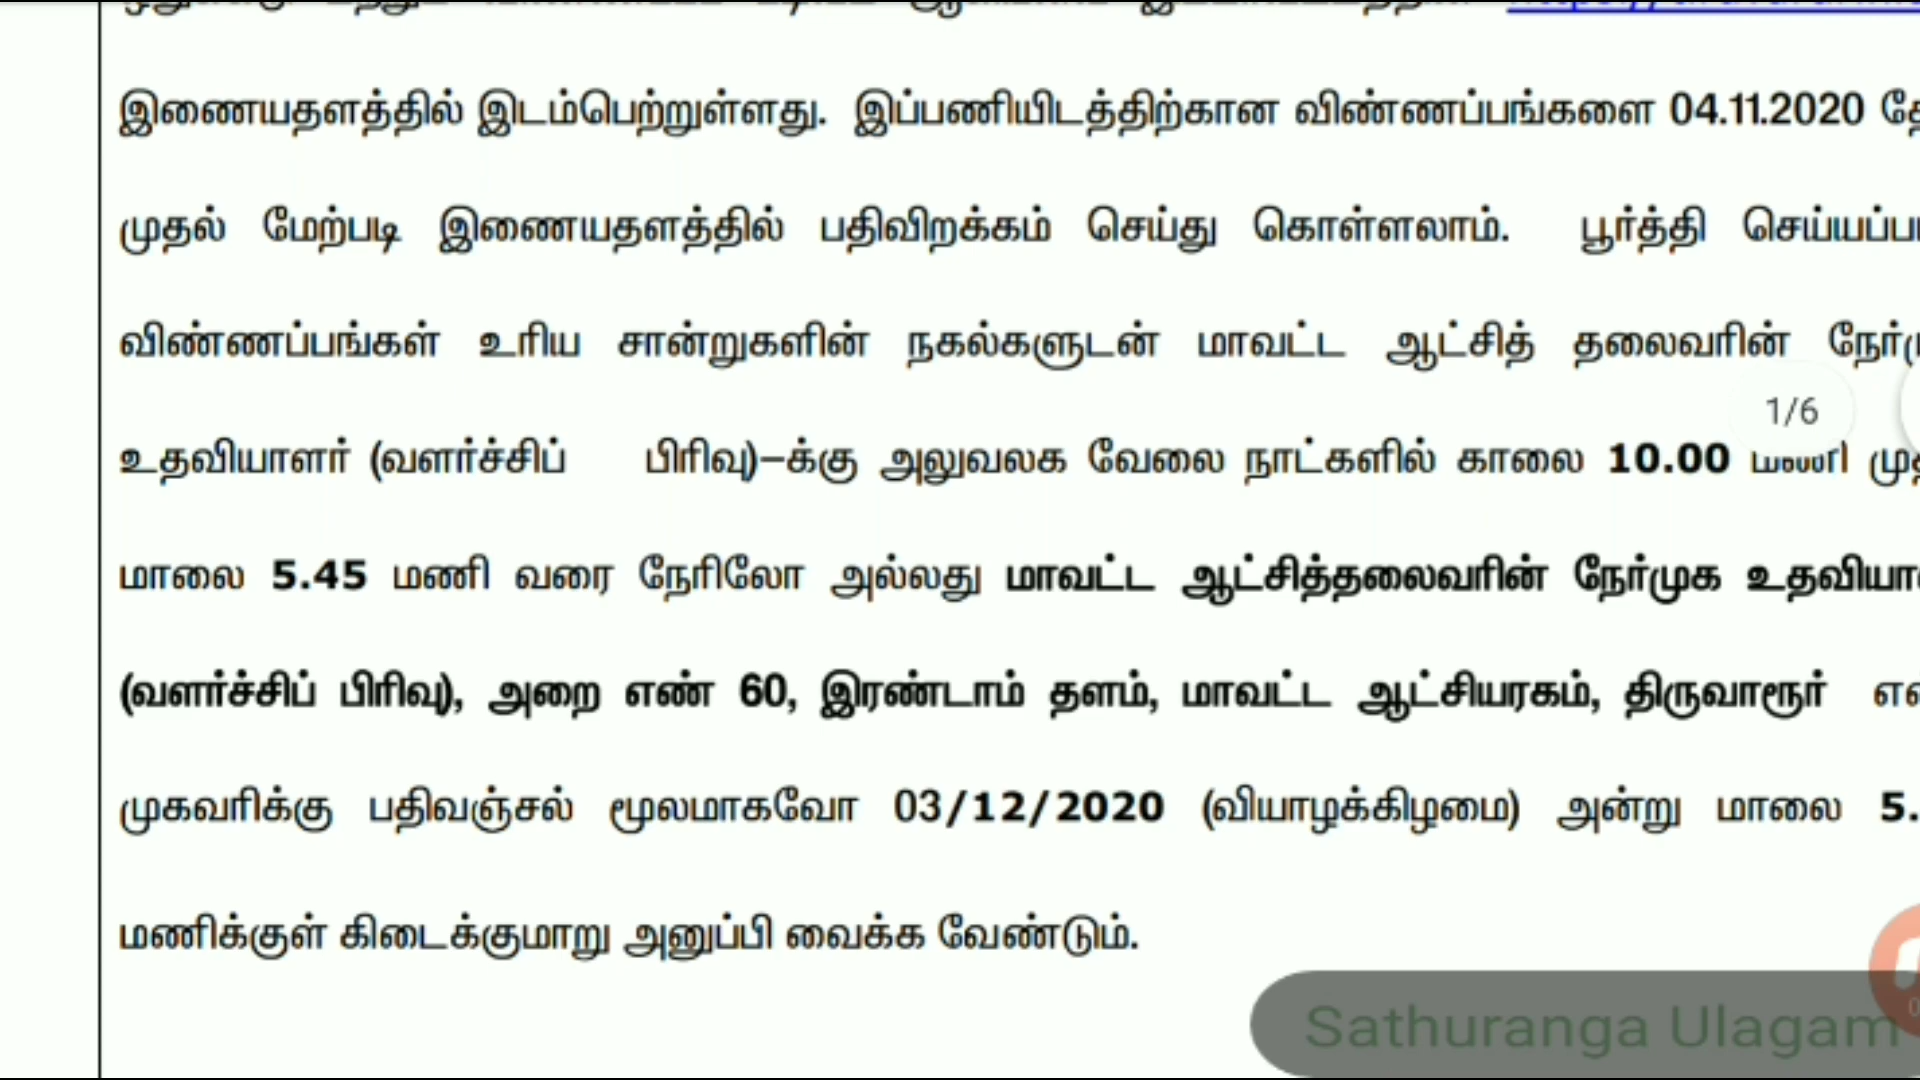 இணையதளத்தில் இடம்பெற்றுள்ளது. இப்பணியிடத்திற்கான விண்ணப்பங்களை 04.11.2020
முதல் மேற்படி இணையதளத்தில் பதிவிறக்கம் செய்து கொள்ளலாம். பூர்த்தி
விண்ணப்பங்கள் உரிய சான்றுகளின் நகல்களுடன் மாவட்ட ஆட்சித் தலைவரின்
1/6
உதவியாளர் (வளர்ச்சிப் பிரிவு)-க்கு அலுவலக வேலை நாட்களில் காலை 10.00 மணி
மாலை 5.45 மணி வரை நேரிலோ அல்லது மாவட்ட ஆட்சித்தலைவரின் நேர்முக
(வளர்ச்சிப் பிரிவு), அறை எண் 60, இரண்டாம் தளம், மாவட்ட ஆட்சியரகம், திருவாரூர்
முகவரிக்கு பதிவஞ்சல் மூலமாகவோ 03/12/2020 (வியாழக்கிழமை) அன்று மாலை 5.
மணிக்குள் கிடைக்குமாறு அனுப்பி வைக்க வேண்டும்.
Sathuranga Ulagam